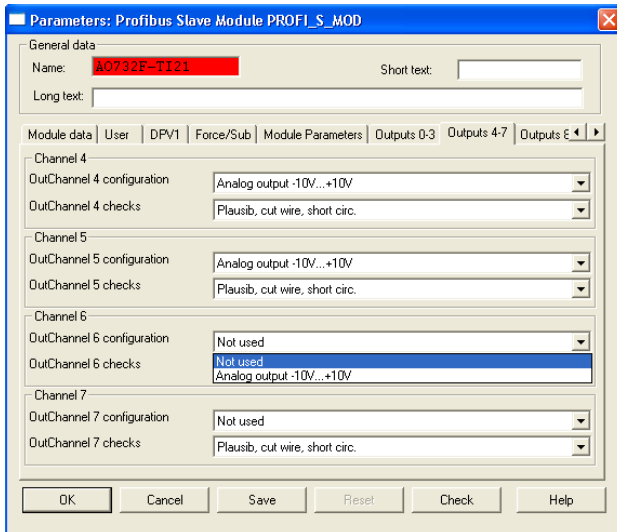 Parameters: Profibus Slave Module PROFI_S_MOD
General data
Name: AO732F-TI21 Short text:
Long text:
Module data User DPV1 Force/Sub Module Parameters Outputs 0-3 Outputs 4-7 Outputs 8
Channel 4
OutChannel 4 configuration Analog output -10V...+10V
OutChannel 4 checks Plausib, cut wire, short circ.
Channel 5
OutChannel 5 configuration Analog output -10V...+10V
OutChannel 5 checks Plausib, cut wire, short circ.
Channel 6
OutChannel 6 configuration Not used
OutChannel 6 checks Not used
Analog output -10V...+10V
Channel 7
OutChannel 7 configuration Not used
OutChannel 7 checks Plausib, cut wire, short circ.
OK Cancel Save Reset Check Help